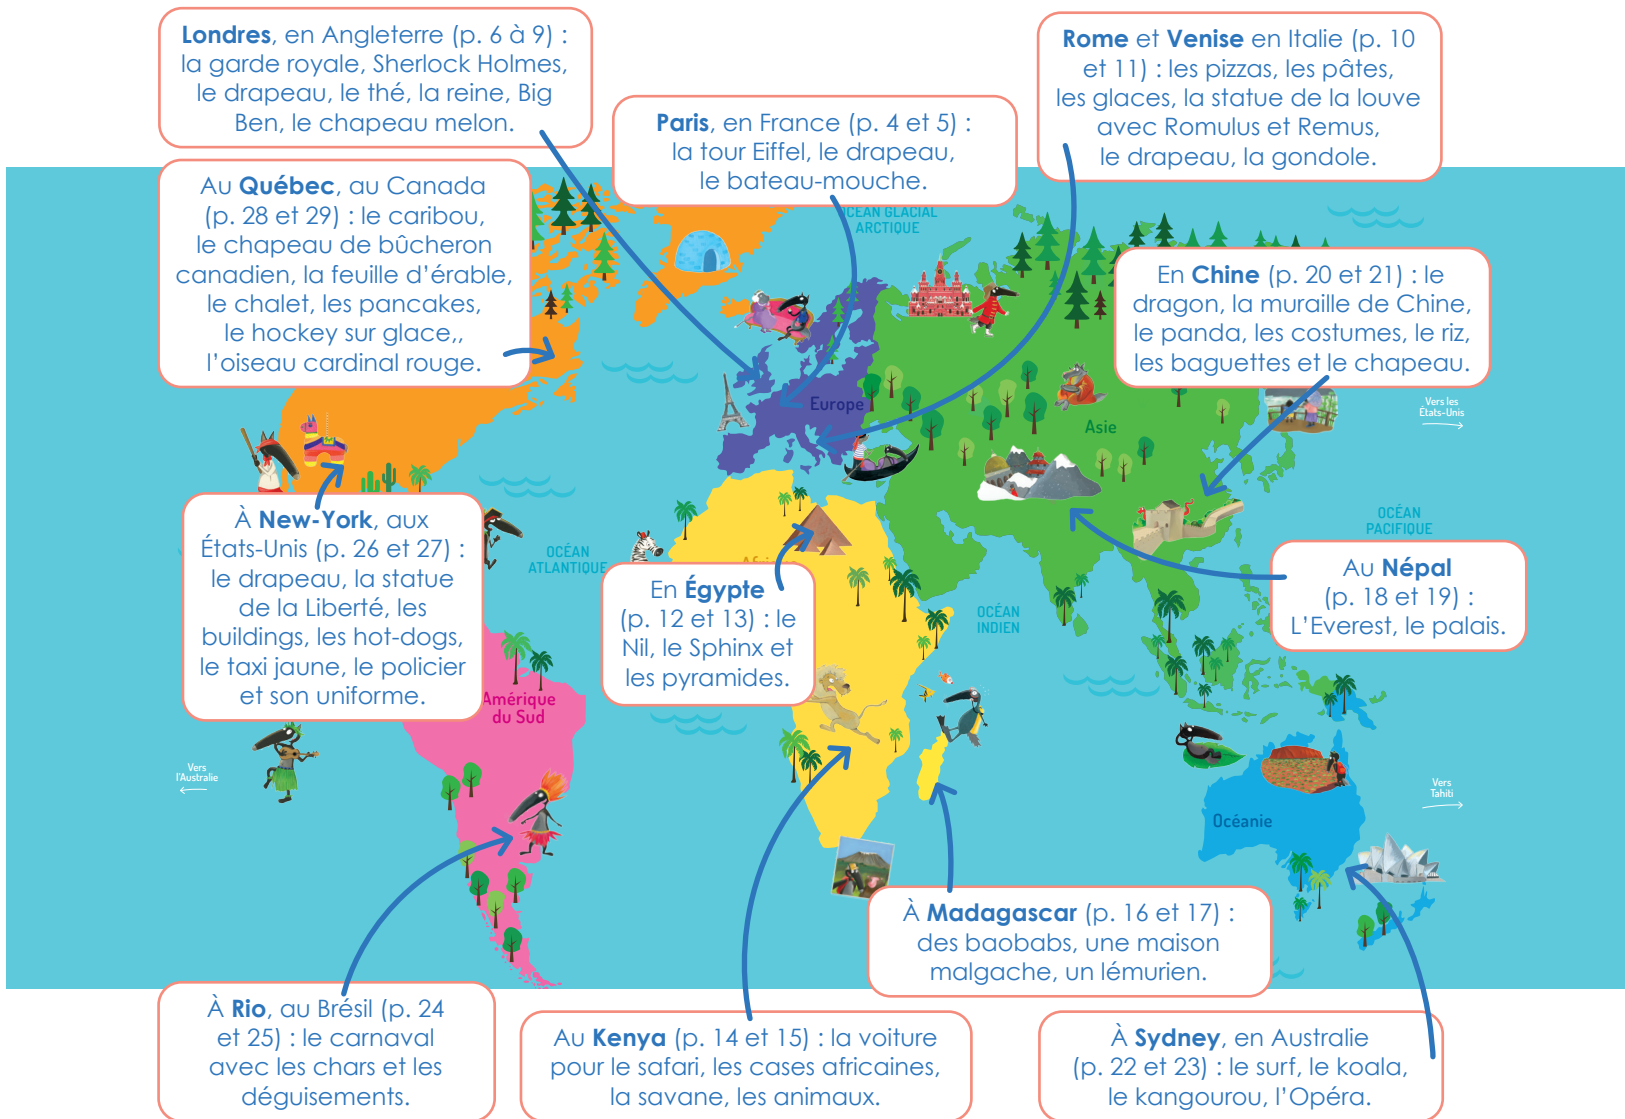 Londres, en Angleterre (p. 6 à 9) :
la garde royale, Sherlock Holmes,
le drapeau, le thé, la reine, Big
Ben, le chapeau melon.
Paris, en France (p. 4 et 5) :
la tour Eiffel, le drapeau,
le bateau-mouche.
Rome et Venise en Italie (p. 10
et 11) : les pizzas, les pâtes,
les glaces, la statue de la louve
avec Romulus et Remus,
le drapeau, la gondole.
Au Québec, au Canada
(p. 28 et 29) : le caribou,
le chapeau de bûcheron
canadien, la feuille d’érable,
le chalet, les pancakes,
le hockey sur glace,,
l’oiseau cardinal rouge.
OCÉAN GLACIAL
ARCTIQUE
En Chine (p. 20 et 21) : le
dragon, la muraille de Chine,
le panda, les costumes, le riz,
les baguettes et le chapeau.
Europe
Asie
Vers les
États-Unis
À New-York, aux
États-Unis (p. 26 et 27) :
le drapeau, la statue
de la Liberté, les
buildings, les hot-dogs,
le taxi jaune, le policier
et son uniforme.
OCÉAN
ATLANTIQUE
OCÉAN
PACIFIQUE
En Égypte
(p. 12 et 13) : le
Nil, le Sphinx et
les pyramides.
OCÉAN
INDIEN
Au Népal
(p. 18 et 19) :
L’Everest, le palais.
Amérique
du Sud
Vers
l’Australie
Vers
Tahiti
Océanie
À Madagascar (p. 16 et 17) :
des baobabs, une maison
malgache, un lémurien.
À Rio, au Brésil (p. 24
et 25) : le carnaval
avec les chars et les
déguisements.
Au Kenya (p. 14 et 15) : la voiture
pour le safari, les cases africaines,
la savane, les animaux.
À Sydney, en Australie
(p. 22 et 23) : le surf, le koala,
le kangourou, l’Opéra.